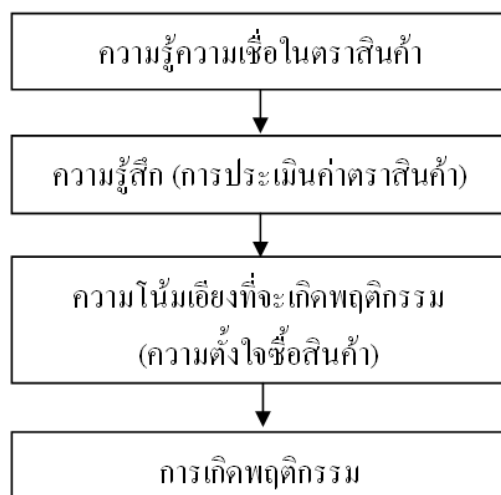 ความรู้ความเชื่อในตราสินค้า
ความรู้สึก (การประเมินค่าตราสินค้า)
ความโน้มเอียงที่จะเกิดพฤติกรรม
(ความตั้งใจซื้อสินค้า)
การเกิดพฤติกรรม